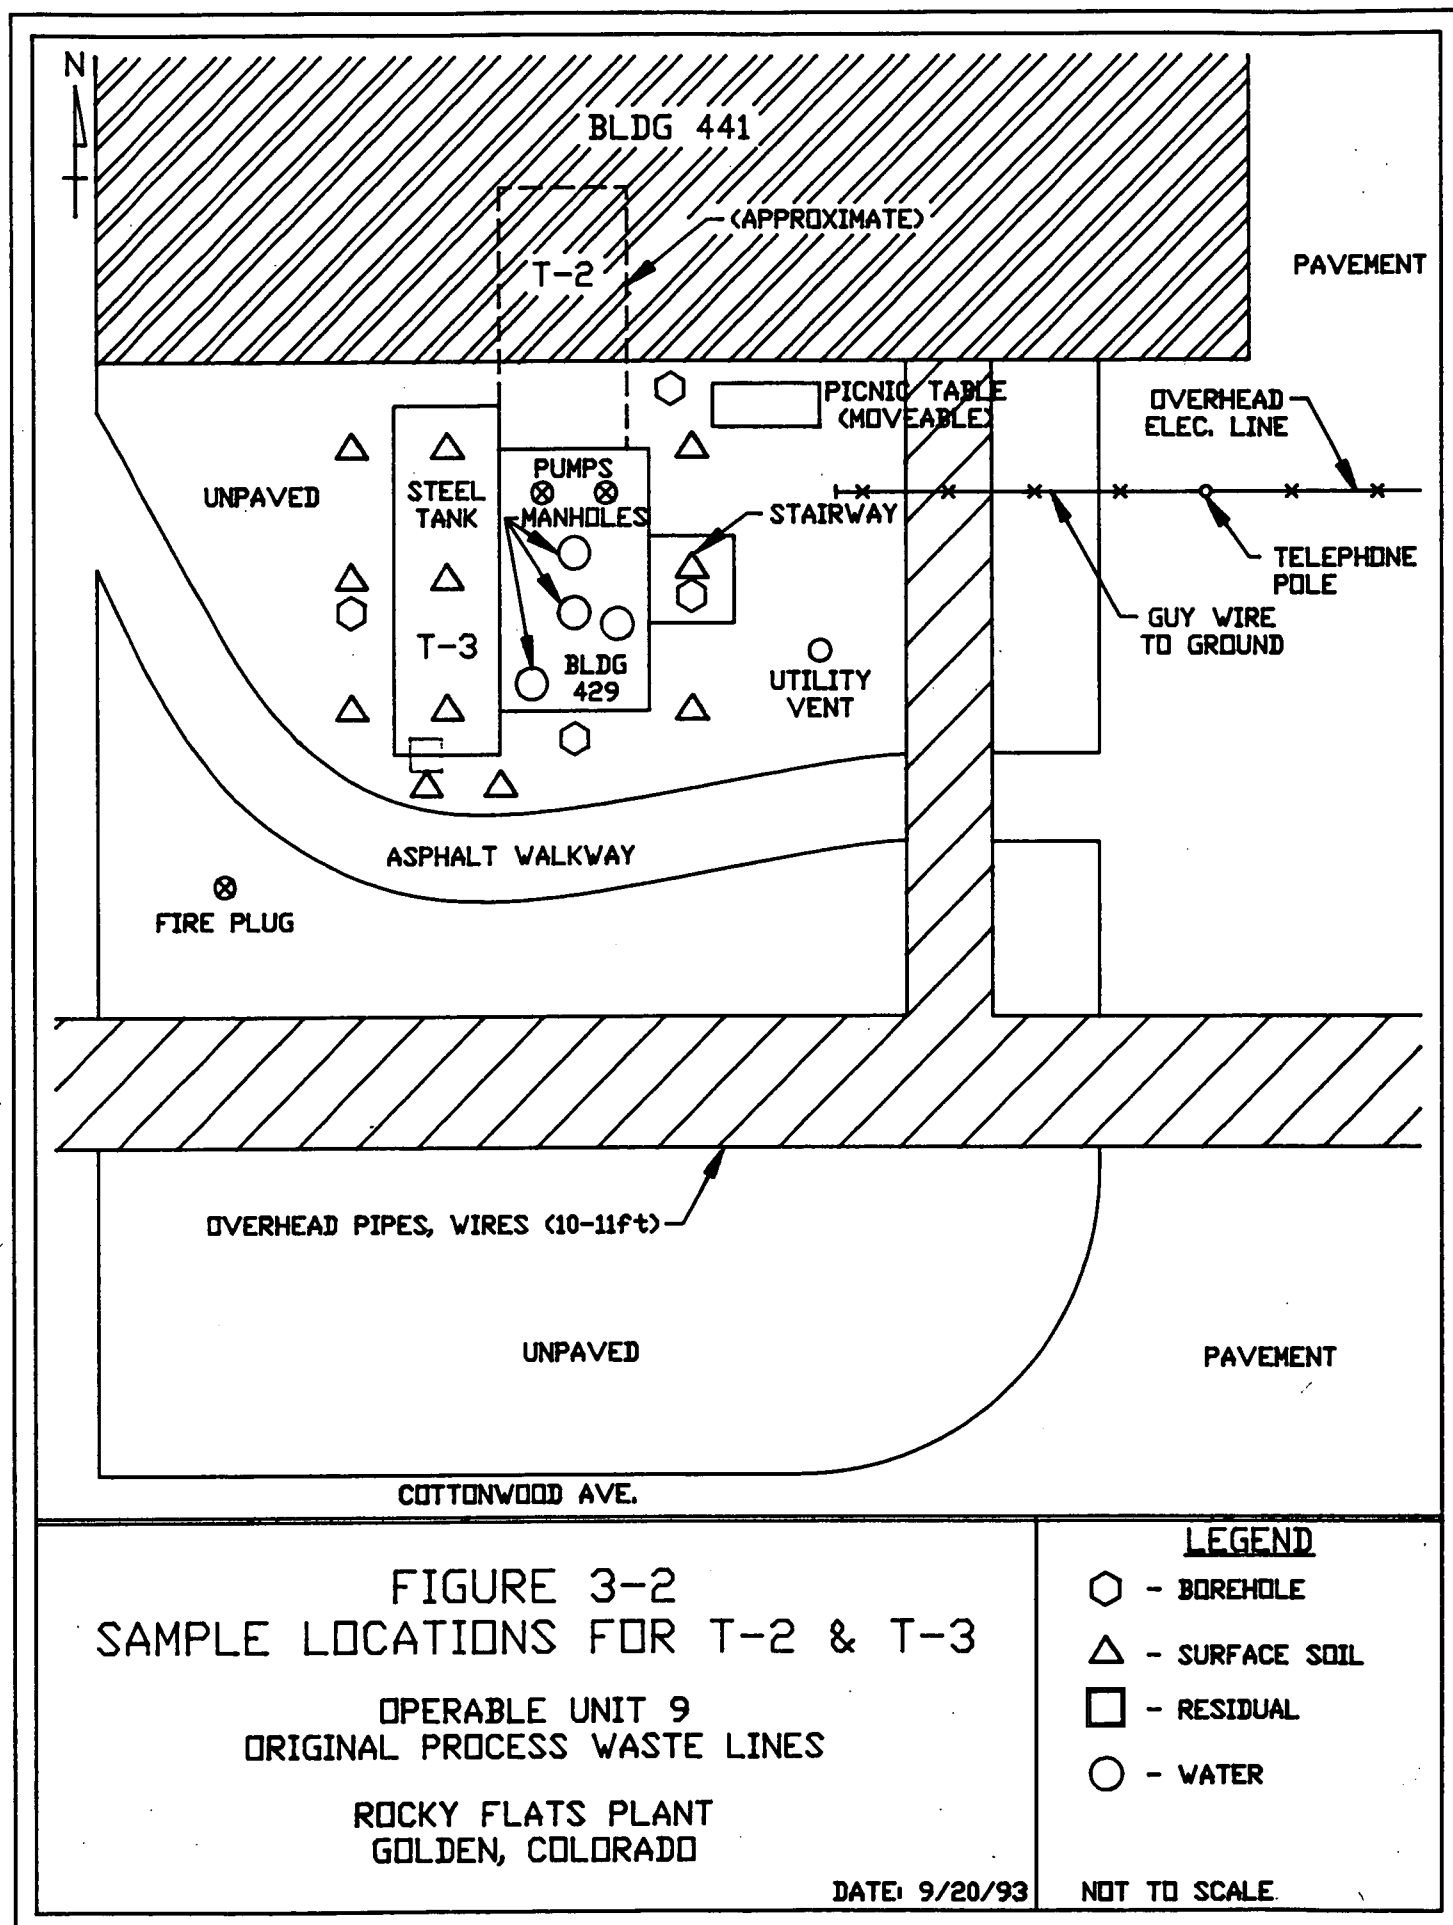 N
BLDG 441
(APPROXIMATE)
T-2
PAVEMENT
PICNIC TABLE
(MOVEABLE)
OVERHEAD
ELEC. LINE
UNPAVED
STEEL
TANK
PUMPS
MANHOLES
STAIRWAY
TELEPHONE
POLE
GUY WIRE
TO GROUND
T-3
BLDG
429
UTILITY
VENT
ASPHALT WALKWAY
FIRE PLUG
OVERHEAD PIPES, WIRES (10-11ft)
UNPAVED
PAVEMENT
COTTONWOOD AVE.
FIGURE 3-2
SAMPLE LOCATIONS FOR T-2 & T-3
OPERABLE UNIT 9
ORIGINAL PROCESS WASTE LINES
ROCKY FLATS PLANT
GOLDEN, COLORADO
DATE: 9/20/93
LEGEND
- BOREHOLE
- SURFACE SOIL
- RESIDUAL
- WATER
NOT TO SCALE